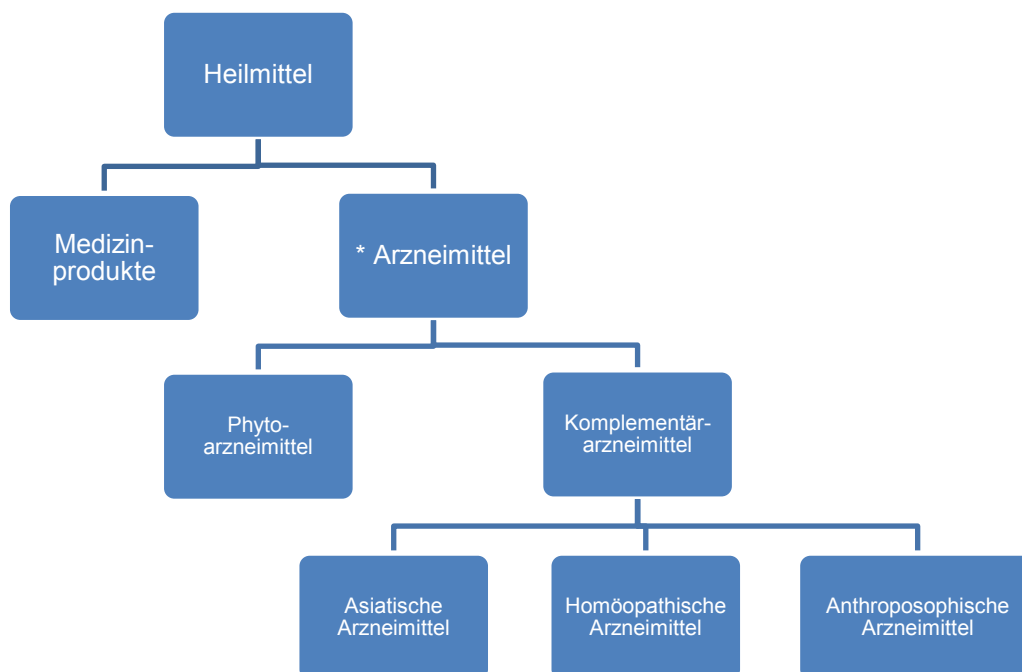 Heilmittel
Medizin-
produkte
* Arzneimittel
Phyto-
arzneimittel
Komplementär-
arzneimittel
Asiatische
Arzneimittel
Homöopathische
Arzneimittel
Anthroposophische
Arzneimittel